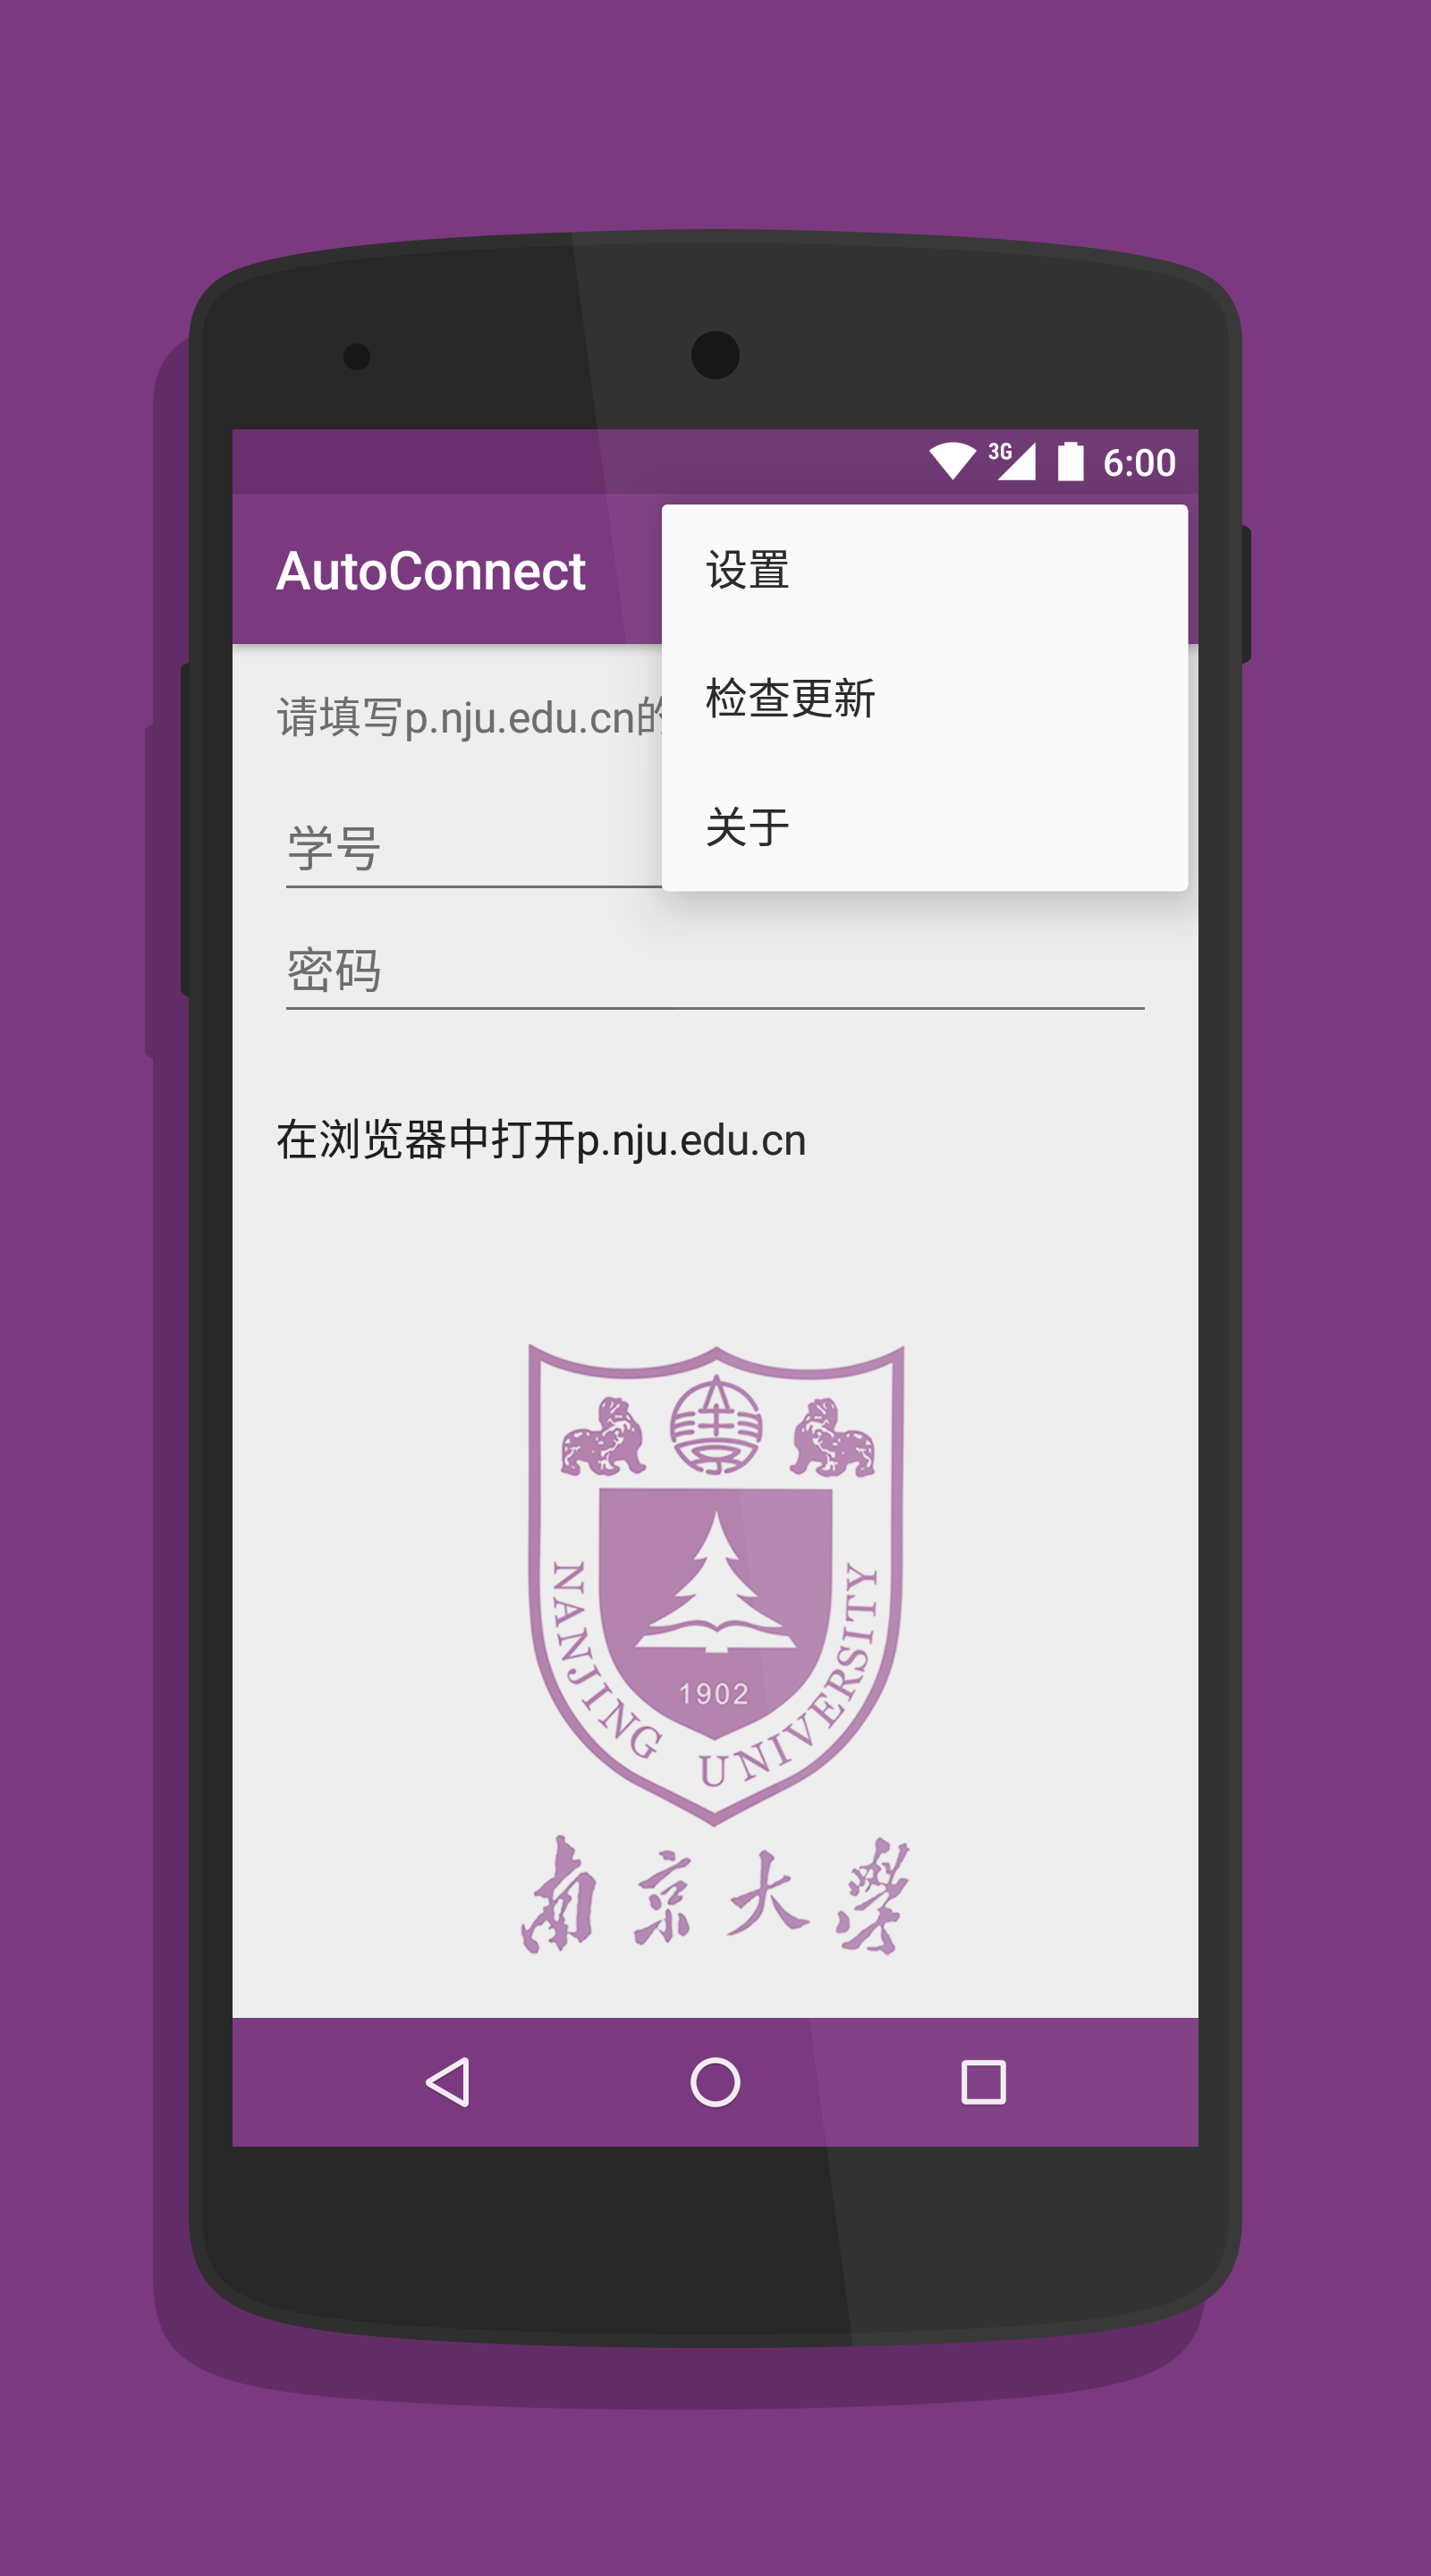 3G 6:00
AutoConnect
设置
检查更新
关于
请填写p.nju.edu.cn的
学号
密码
在浏览器中打开p.nju.edu.cn
1902
NANJING UNIVERSITY
南京大學